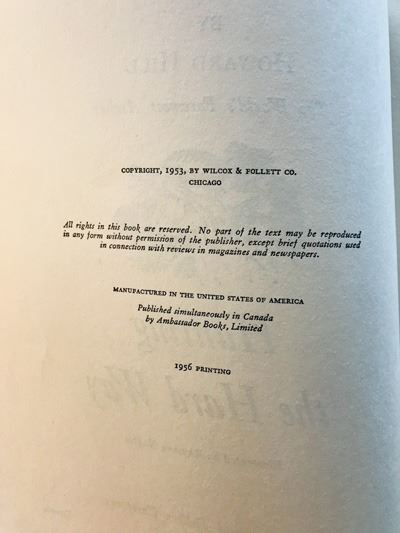 COPYRIGHT, 1953, BY WILCOX & FOLLETT CO.
CHICAGO
All rights in this book are reserved. No part of the text may be reproduced
in any form without permission of the publisher, except brief quotations used
in connection with reviews in magazines and newspapers.
MANUFACTURED IN THE UNITED STATES OF AMERICA
Published simultaneously in Canada
by Ambassador Books, Limited
1956 PRINTING